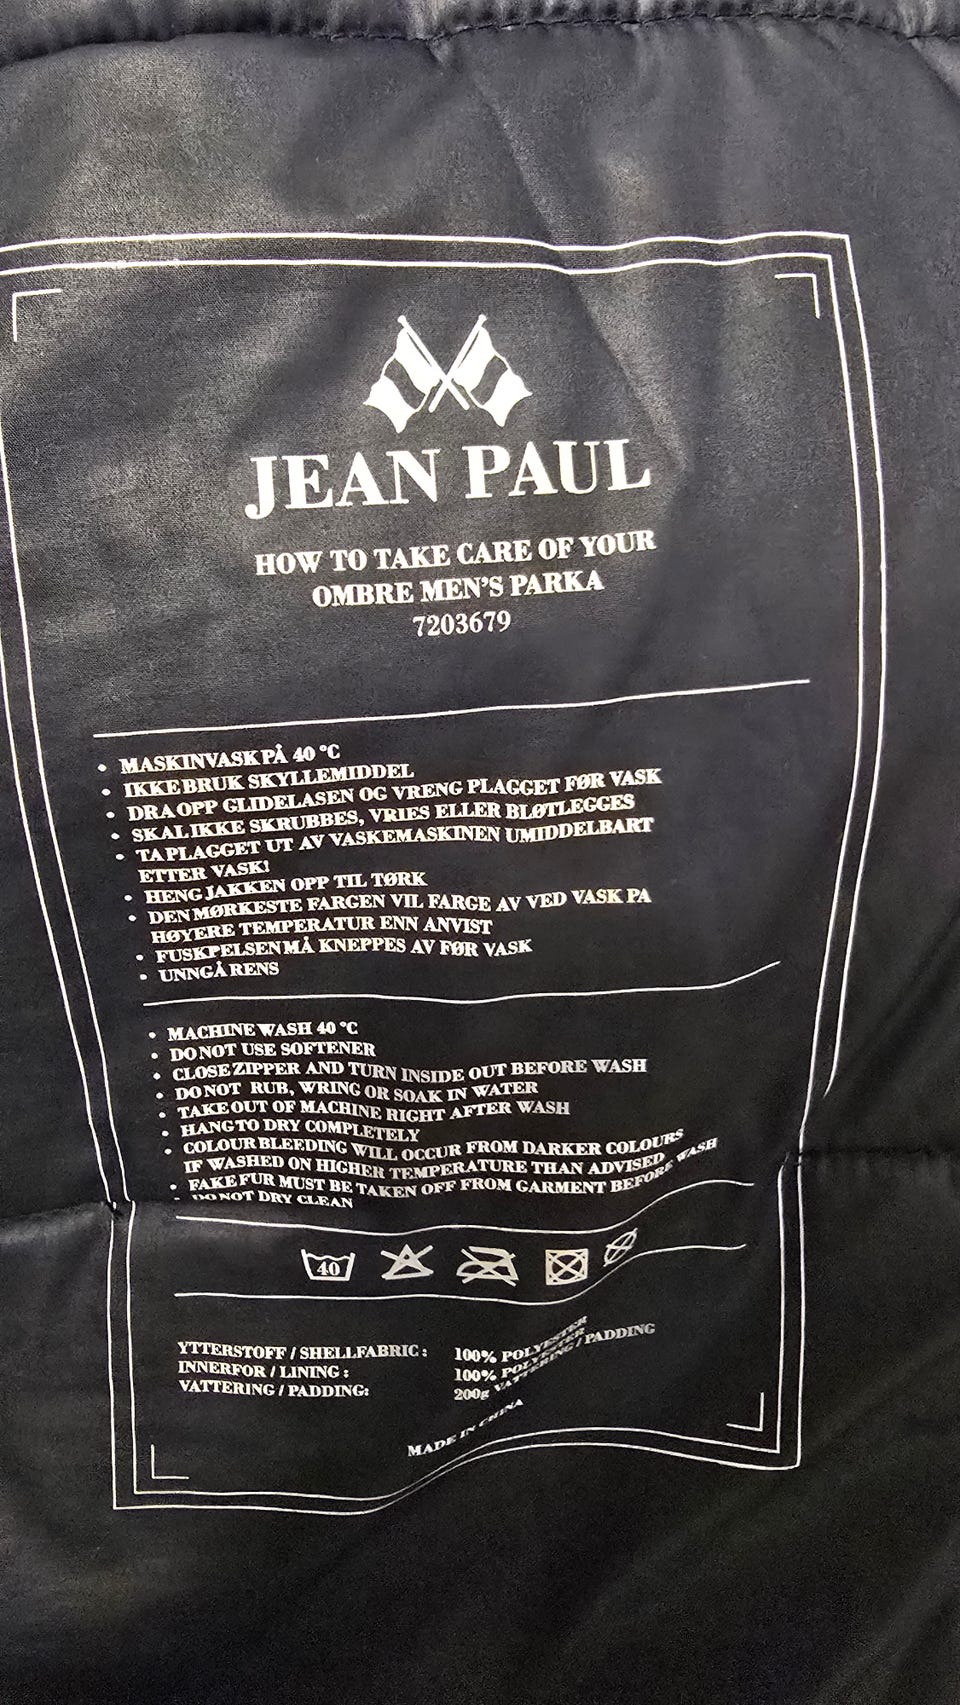 JEAN PAUL
HOW TO TAKE CARE OF YOUR
OMBRE MEN'S PARKA
7203679
• MASKINVASK PÅ 40 °C
• IKKE BRUK SKYLLEMIDDEL
• DRA OPP GLIDELASEN OG VRENG PLAGGET FØR VASK
• SKAL IKKE SKRUBBES, VRIES ELLER BLØTLEGGES
• TA PLAGGET UT AV VASKEMASKINEN UMIDDELBART
ETTER VASK!
• HENG JAKKEN OPP TIL TØRK
• DEN MØRKESTE FARGEN VIL FARGE AV VED VASK PA
HØYERE TEMPERATUR ENN ANVIST
• FUSKPELSEN MÅ KNEPPES AV FØR VASK
• UNNGÅ RENS
• MACHINE WASH 40 °C
• DO NOT USE SOFTENER
• CLOSE ZIPPER AND TURN INSIDE OUT BEFORE WASH
• DO NOT RUB, WRING OR SOAK IN WATER
• TAKE OUT OF MACHINE RIGHT AFTER WASH
• HANG TO DRY COMPLETELY
• COLOUR BLEEDING WILL OCCUR FROM DARKER COLOURS
IF WASHED ON HIGHER TEMPERATURE THAN ADVISED
• FAKE FUR MUST BE TAKEN OFF FROM GARMENT BEFORE WASH
• DO NOT DRY CLEAN
40
YTTERSTOFF / SHELLFABRIC : 100% POLYESTER
INNERFOR / LINING : 100% POLYESTER
VATTERING / PADDING: 200g VATTERING / PADDING
MADE IN CHINA